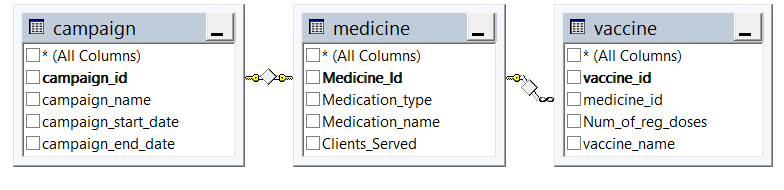 campaign
* (All Columns)
campaign_id
campaign_name
campaign_start_date
campaign_end_date
medicine
* (All Columns)
Medicine_Id
Medication_type
Medication_name
Clients_Served
vaccine
* (All Columns)
vaccine_id
medicine_id
Num_of_reg_doses
vaccine_name